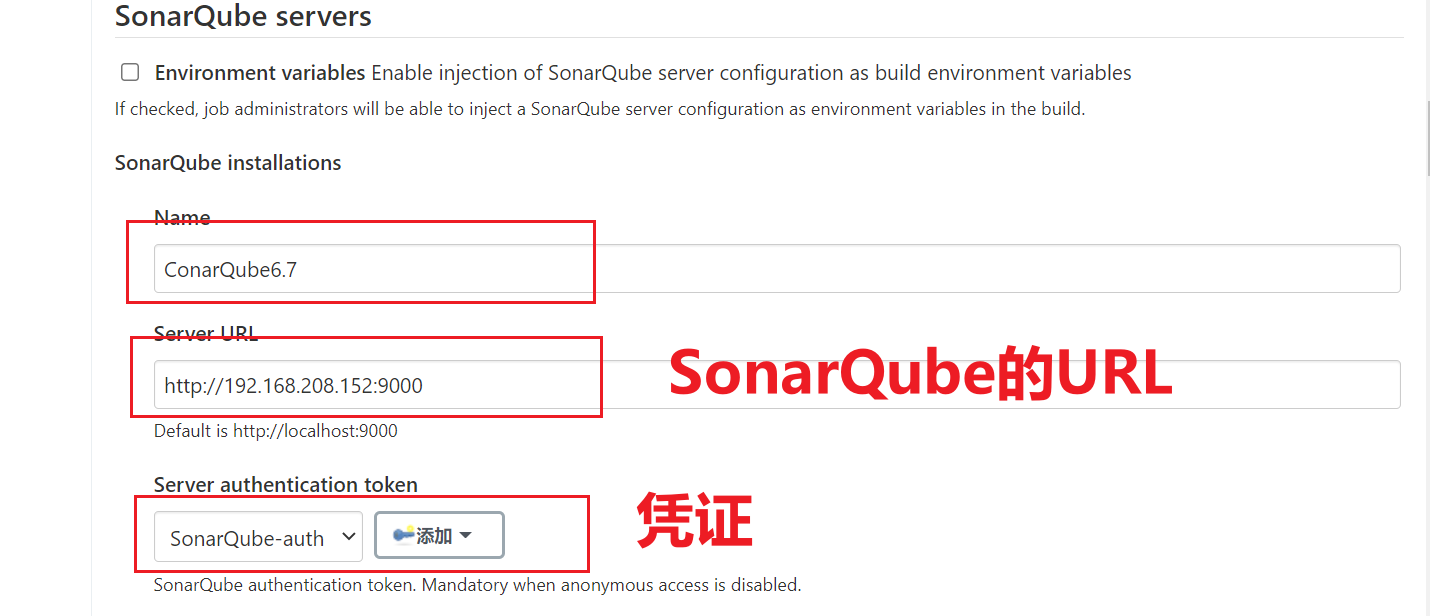 SonarQube servers
Environment variables Enable injection of SonarQube server configuration as build environment variables
If checked, job administrators will be able to inject a SonarQube server configuration as environment variables in the build.
SonarQube installations
Name
ConarQube6.7
Server URL
http://192.168.208.152:9000
SonarQube的URL
Default is http://localhost:9000
Server authentication token
SonarQube-auth
添加
凭证
SonarQube authentication token. Mandatory when anonymous access is disabled.